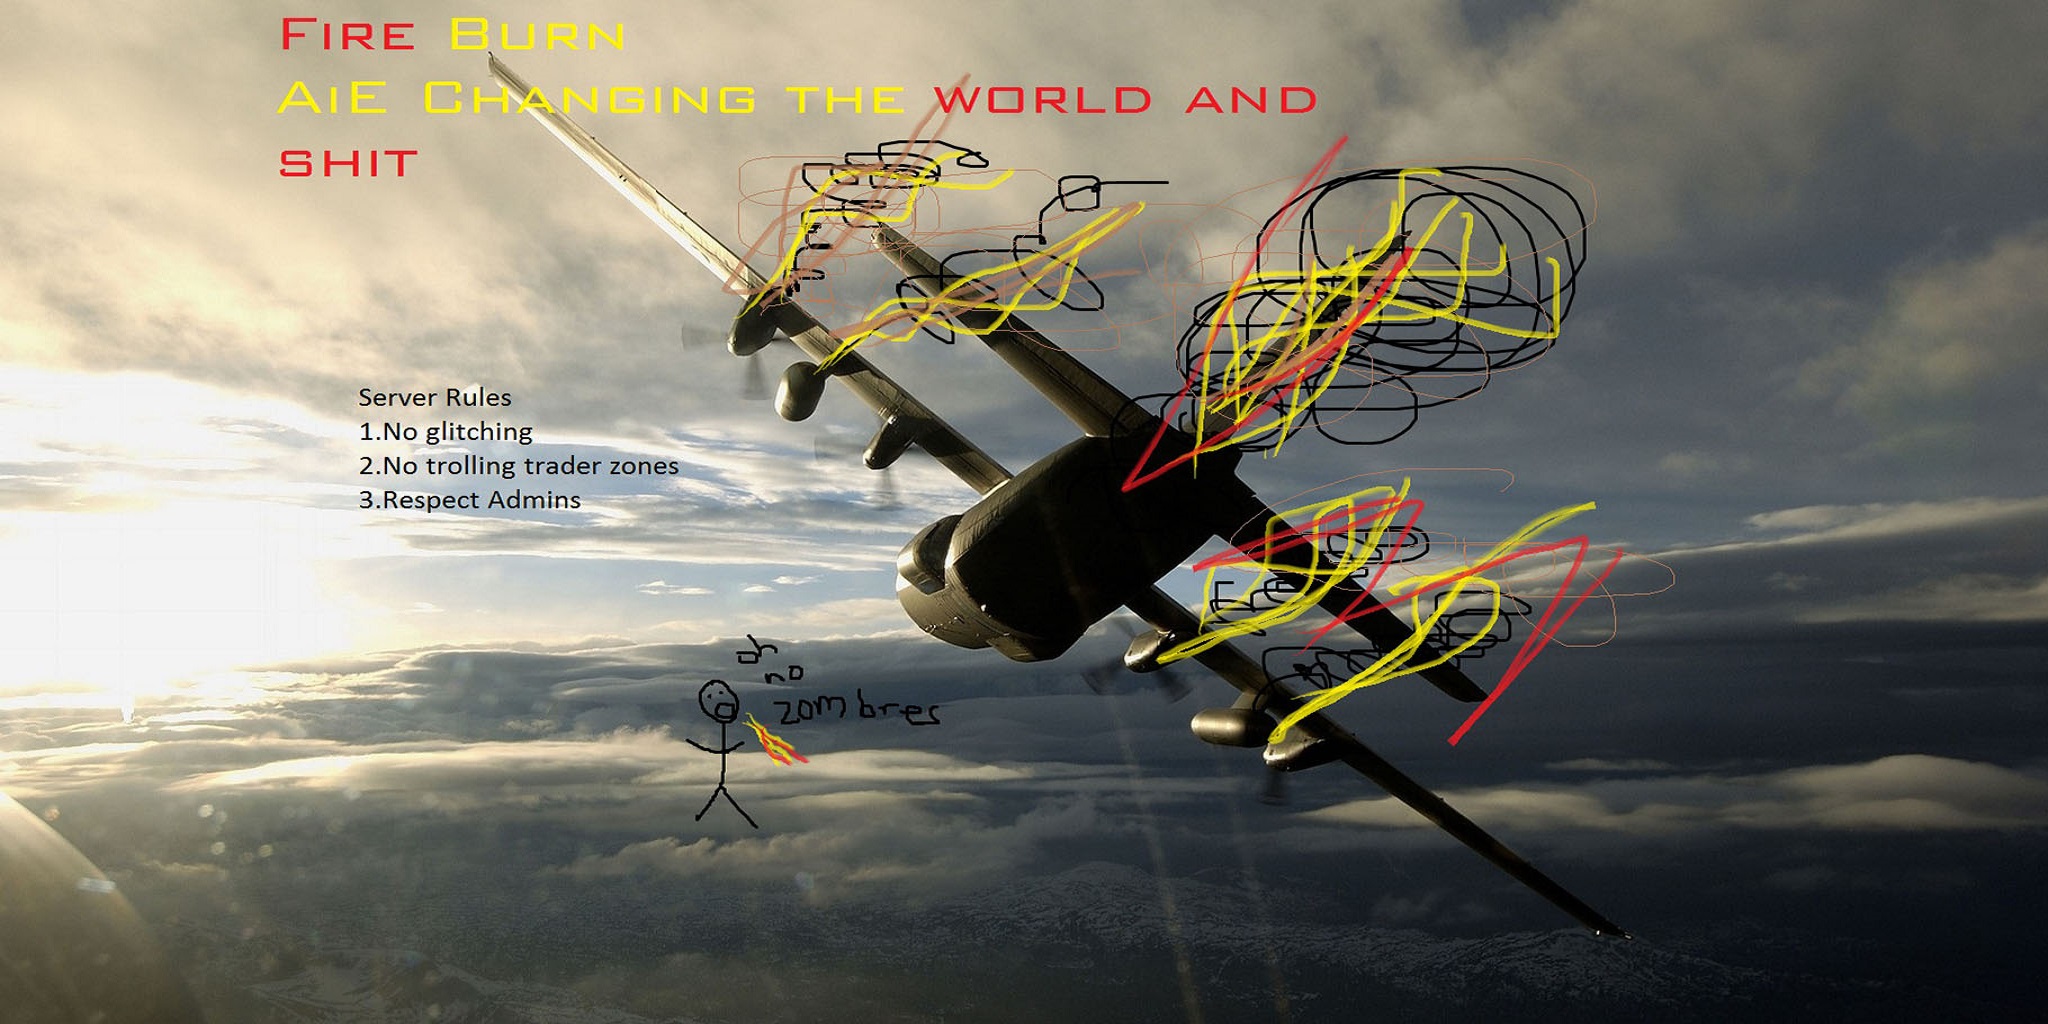 Fire Burn
AiE Changing the world and
shit
Server Rules
1.No glitching
2.No trolling trader zones
3.Respect Admins
oh
no
zombres